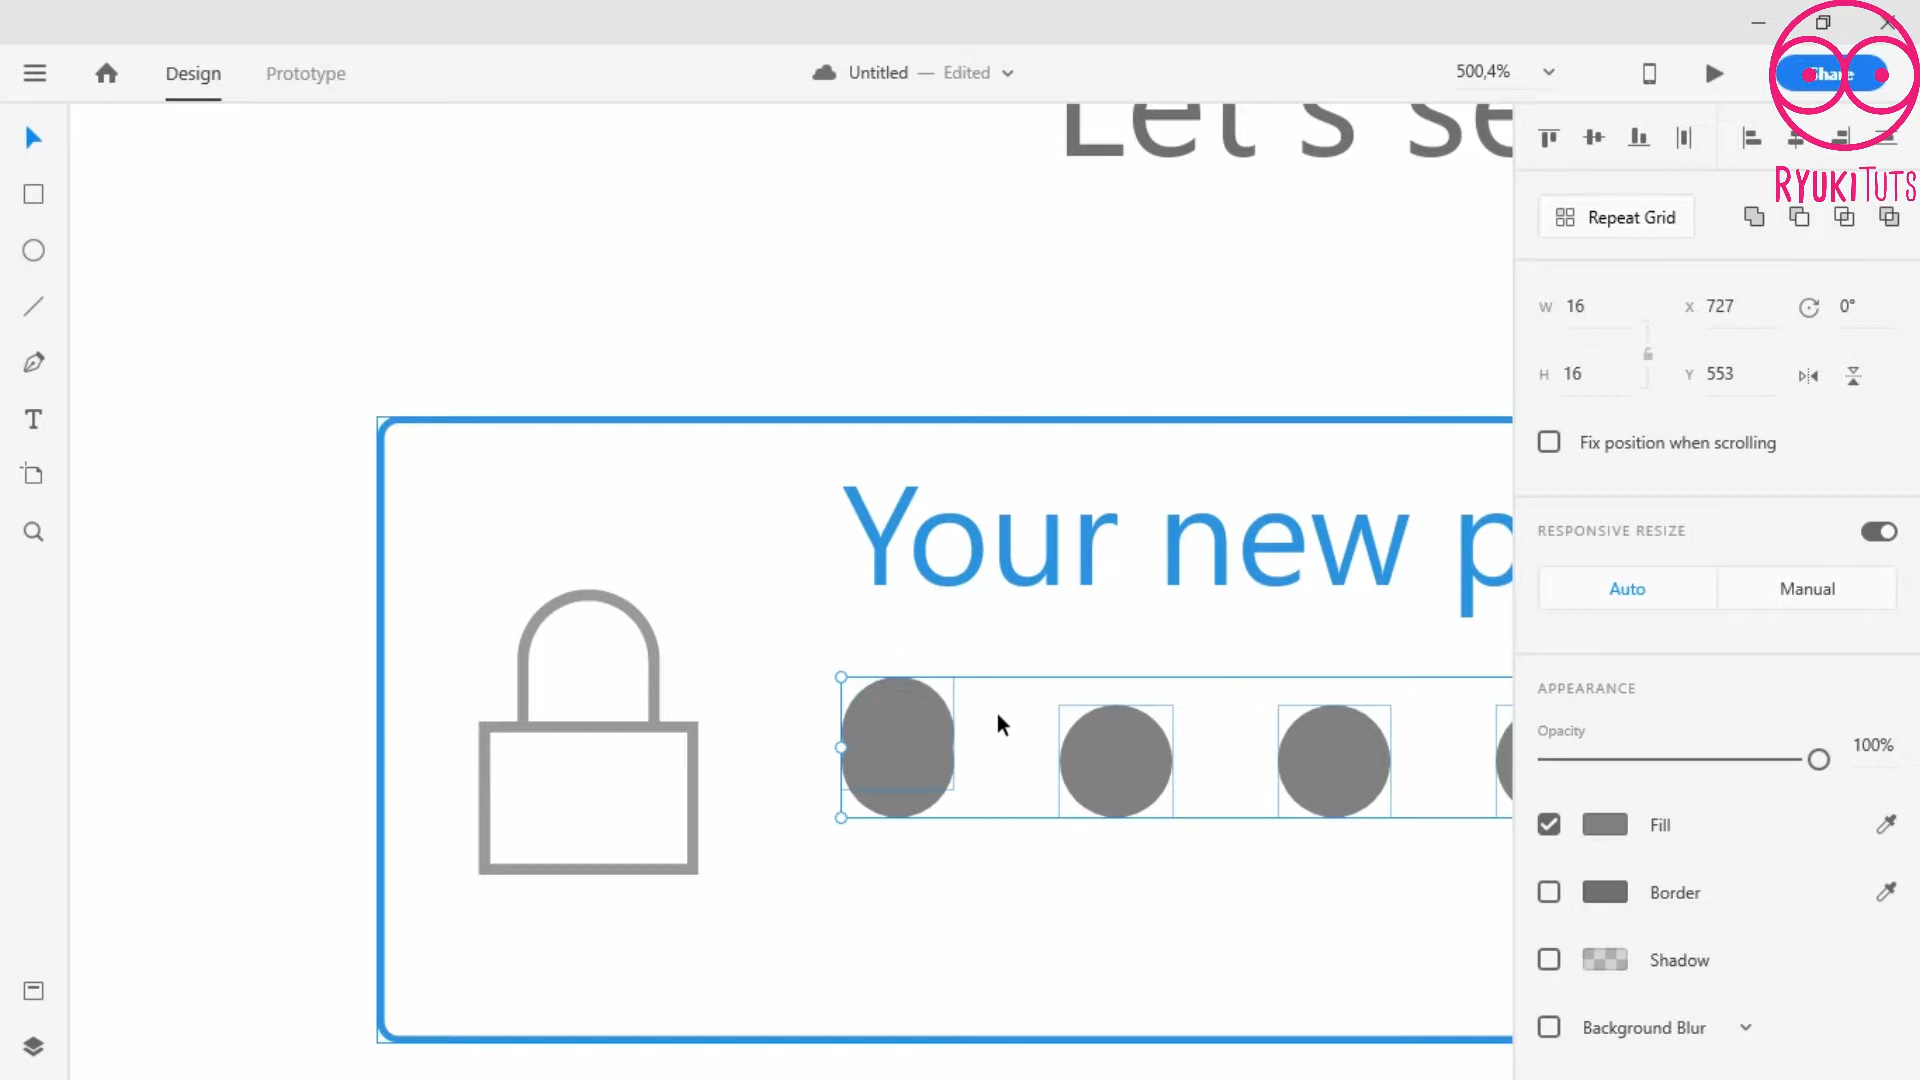 Design Prototype Untitled — Edited 500,4% Share
Let's se
RYUKITUTS
Repeat Grid
W 16 X 727 0°
H 16 Y 553
Fix position when scrolling
Your new p
RESPONSIVE RESIZE
Auto Manual
APPEARANCE
Opacity
100%
Fill
Border
Shadow
Background Blur
T